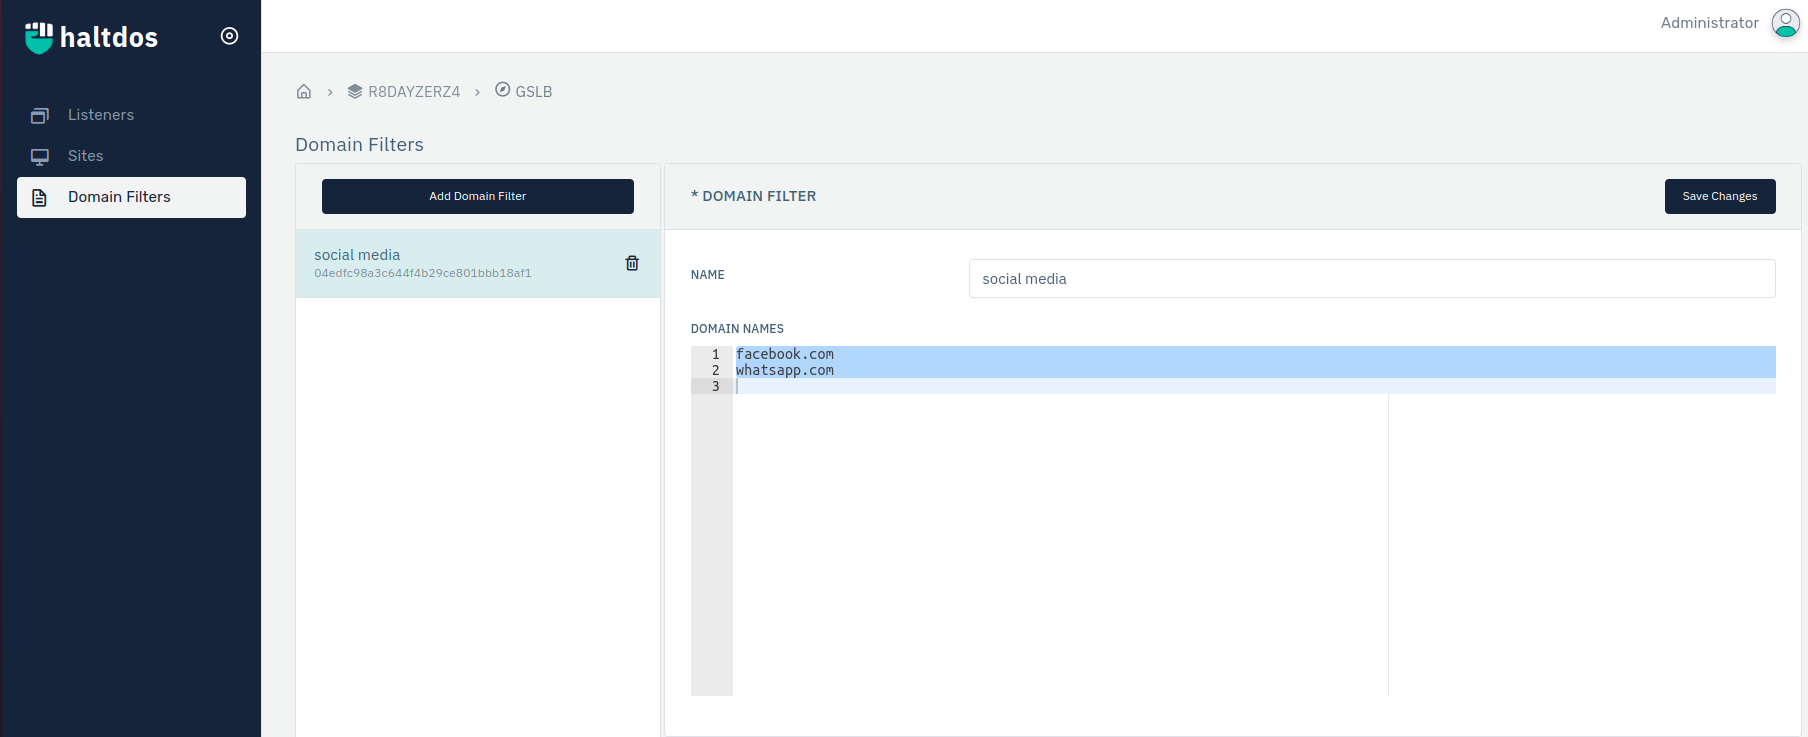 haltdos
Administrator
Listeners
Sites
Domain Filters
R8DAYZERZ4
GSLB
Domain Filters
Add Domain Filter
social media
04edfc98a3c644f4b29ce801bbb18af1
* DOMAIN FILTER
Save Changes
NAME
social media
DOMAIN NAMES
1 facebook.com
2 whatsapp.com
3